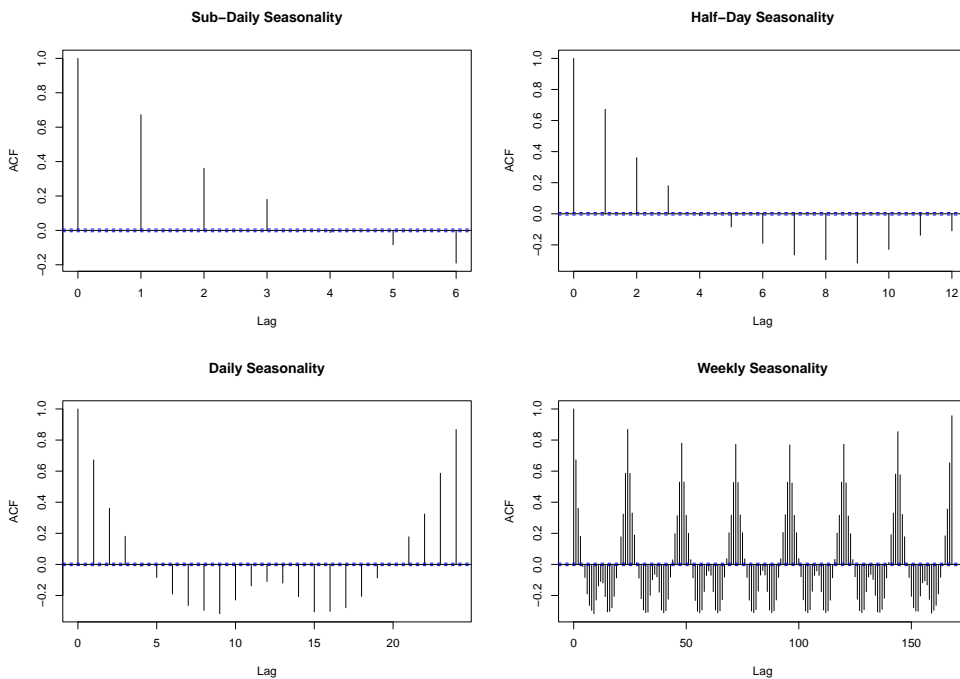 Sub−Daily Seasonality
ACF
1.0
0.8
0.6
0.4
0.2
0.0
−0.2
0 1 2 3 4 5 6
Lag
Half−Day Seasonality
ACF
1.0
0.8
0.6
0.4
0.2
0.0
−0.2
0 2 4 6 8 10 12
Lag
Daily Seasonality
ACF
1.0
0.8
0.6
0.4
0.2
0.0
−0.2
0 5 10 15 20
Lag
Weekly Seasonality
ACF
1.0
0.8
0.6
0.4
0.2
0.0
−0.2
0 50 100 150
Lag